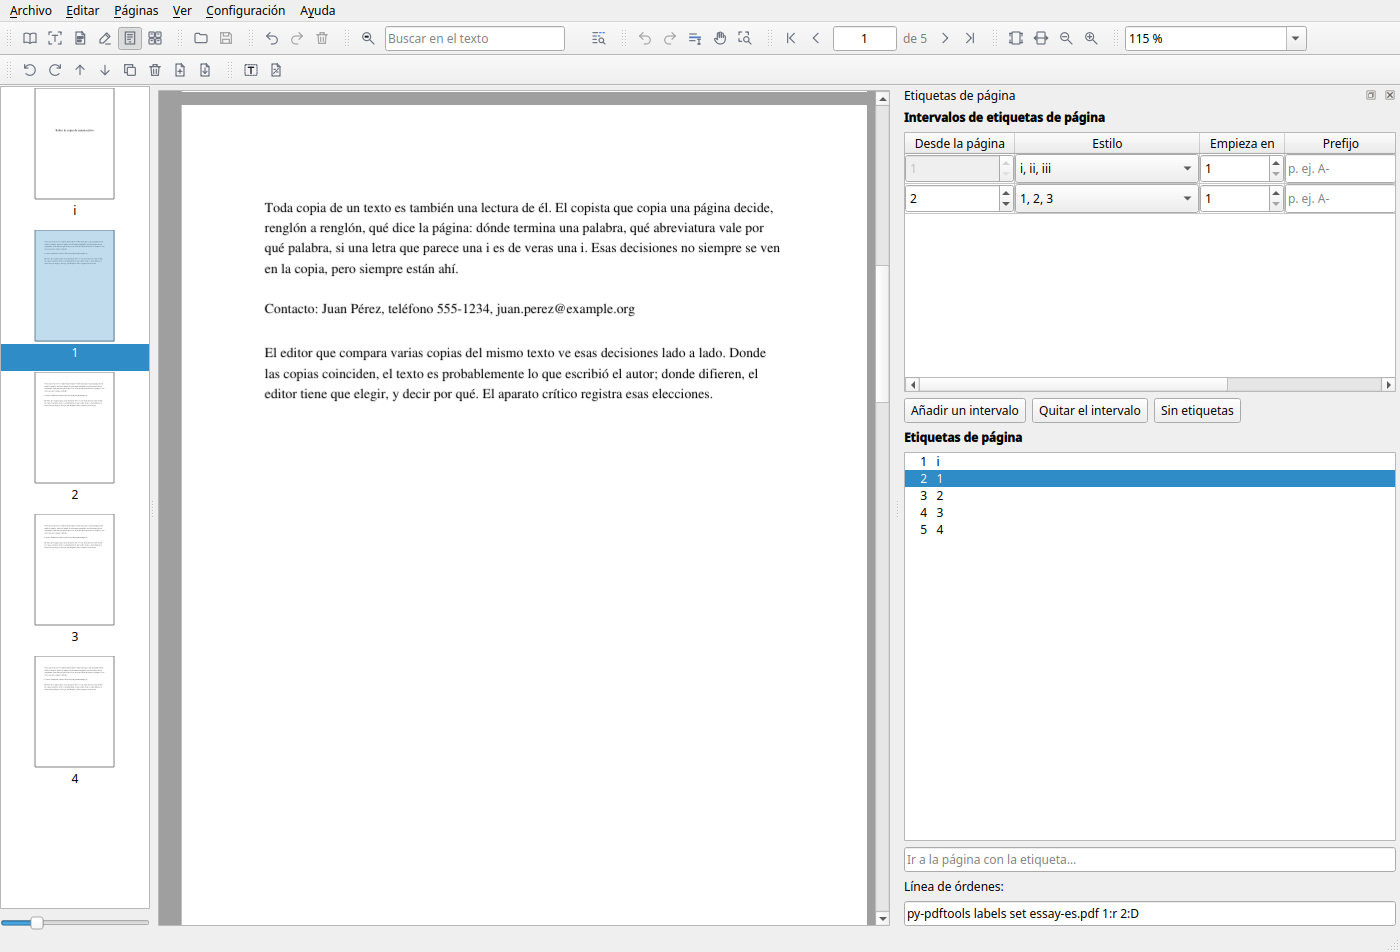 Archivo Editar Páginas Ver Configuración Ayuda
Buscar en el texto
1 de 5
115 %
i
1
2
3
4
Toda copia de un texto es también una lectura de él. El copista que copia una página decide,
renglón a renglón, qué dice la página: dónde termina una palabra, qué abreviatura vale por
qué palabra, si una letra que parece una i es de veras una i. Esas decisiones no siempre se ven
en la copia, pero siempre están ahí.
Contacto: Juan Pérez, teléfono 555-1234, juan.perez@example.org
El editor que compara varias copias del mismo texto ve esas decisiones lado a lado. Donde
las copias coinciden, el texto es probablemente lo que escribió el autor; donde difieren, el
editor tiene que elegir, y decir por qué. El aparato crítico registra esas elecciones.
Etiquetas de página
Intervalos de etiquetas de página
Desde la página Estilo Empieza en Prefijo
1 i, ii, iii 1 p. ej. A-
2 1, 2, 3 1 p. ej. A-
Añadir un intervalo Quitar el intervalo Sin etiquetas
Etiquetas de página
1 i
2 1
3 2
4 3
5 4
Ir a la página con la etiqueta...
Línea de órdenes:
py-pdftools labels set essay-es.pdf 1:r 2:D